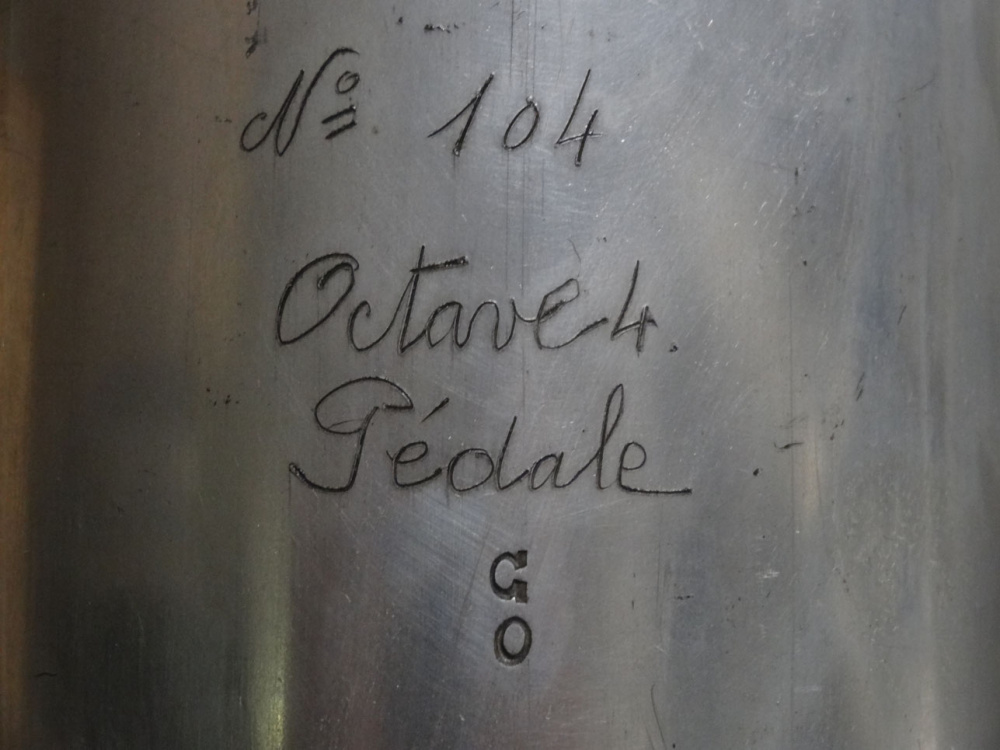 Nº 104
Octave 4.
Pédale
G
O